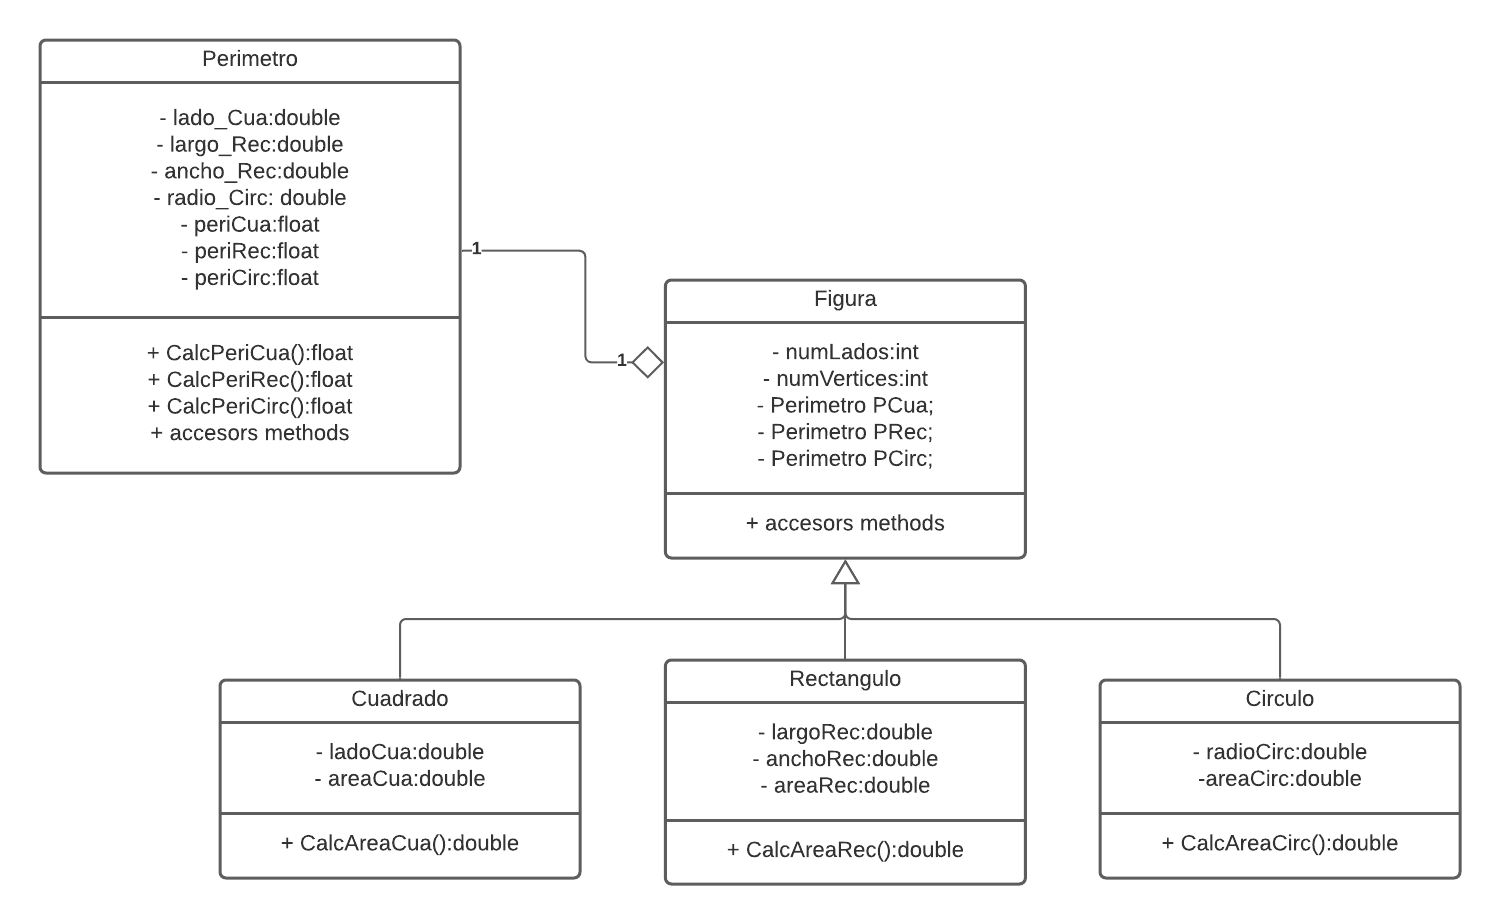 Perimetro
- lado_Cua:double
- largo_Rec:double
- ancho_Rec:double
- radio_Circ: double
- periCua:float
- periRec:float
- periCirc:float
+ CalcPeriCua():float
+ CalcPeriRec():float
+ CalcPeriCirc():float
+ accesors methods
1
1
Figura
- numLados:int
- numVertices:int
- Perimetro PCua;
- Perimetro PRec;
- Perimetro PCirc;
+ accesors methods
Cuadrado
- ladoCua:double
- areaCua:double
+ CalcAreaCua():double
Rectangulo
- largoRec:double
- anchoRec:double
- areaRec:double
+ CalcAreaRec():double
Circulo
- radioCirc:double
-areaCirc:double
+ CalcAreaCirc():double